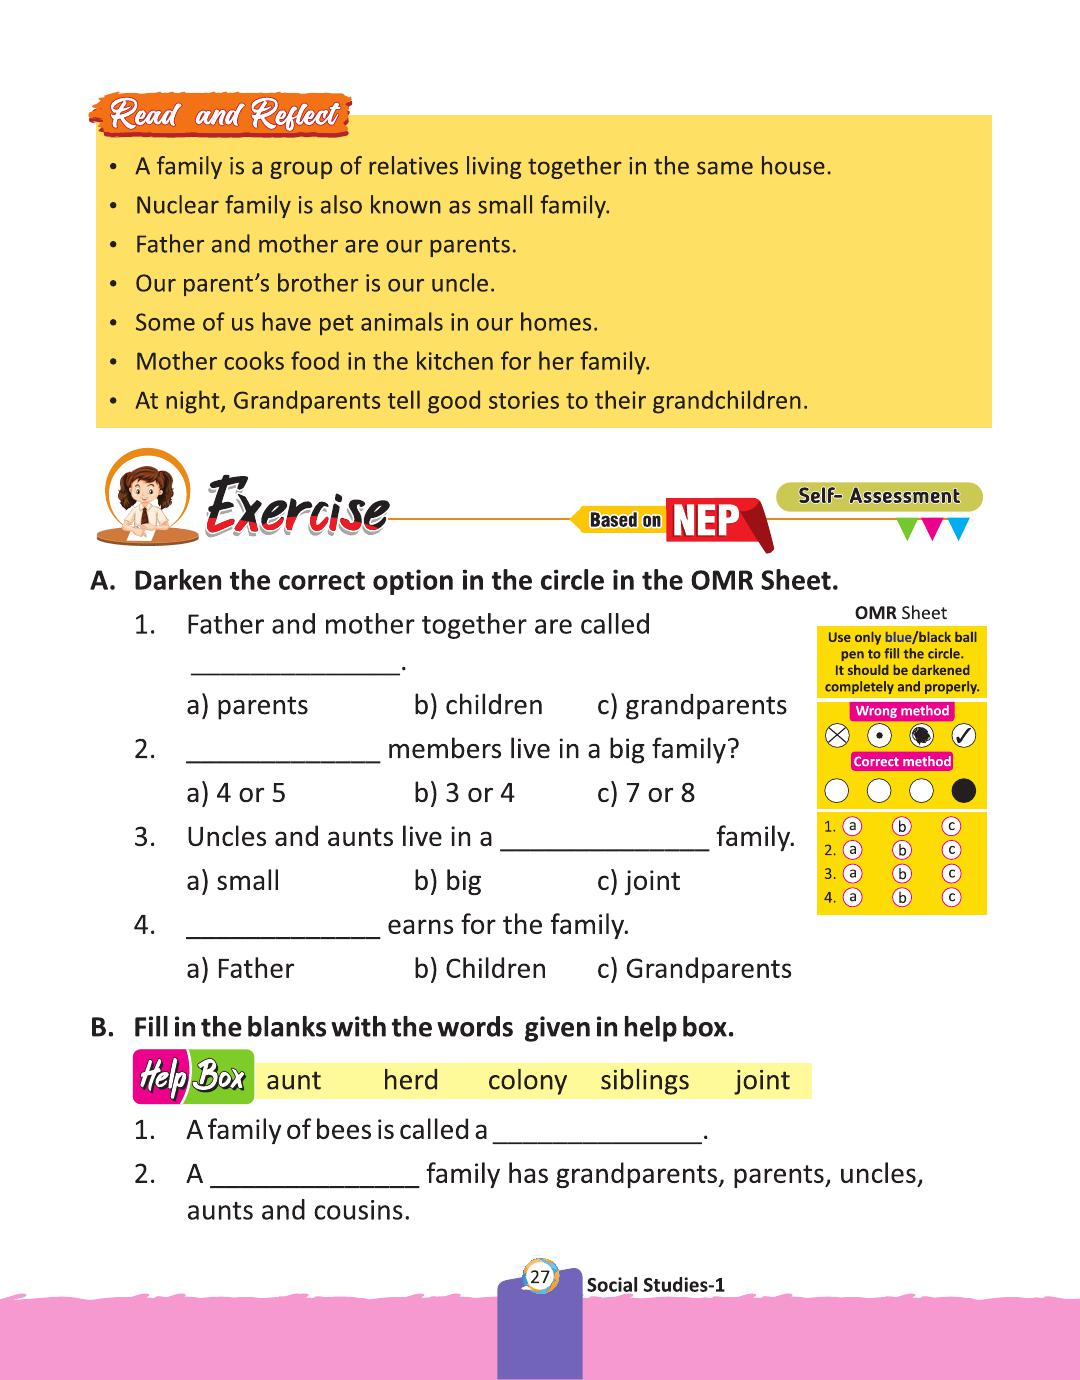 Read and Reflect
• A family is a group of relatives living together in the same house.
• Nuclear family is also known as small family.
• Father and mother are our parents.
• Our parent’s brother is our uncle.
• Some of us have pet animals in our homes.
• Mother cooks food in the kitchen for her family.
• At night, Grandparents tell good stories to their grandchildren.
Exercise
Based on NEP
Self- Assessment
A. Darken the correct option in the circle in the OMR Sheet.
1. Father and mother together are called
_______________.
a) parents b) children c) grandparents
2. ______________ members live in a big family?
a) 4 or 5 b) 3 or 4 c) 7 or 8
3. Uncles and aunts live in a _______________ family.
a) small b) big c) joint
4. ______________ earns for the family.
a) Father b) Children c) Grandparents
OMR Sheet
Use only blue/black ball
pen to fill the circle.
It should be darkened
completely and properly.
Wrong method
Correct method
1. a b c
2. a b c
3. a b c
4. a b c
B. Fill in the blanks with the words given in help box.
Help Box aunt herd colony siblings joint
1. A family of bees is called a _______________.
2. A _______________ family has grandparents, parents, uncles,
aunts and cousins.
27
Social Studies-1